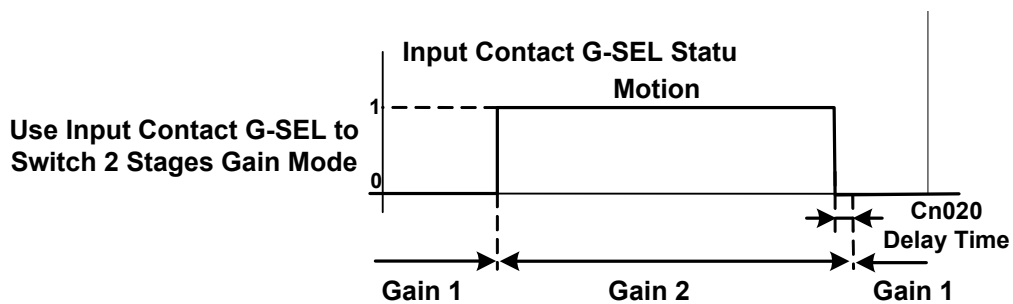 Input Contact G-SEL Statu
Motion
1
Use Input Contact G-SEL to
Switch 2 Stages Gain Mode
0
Cn020
Delay Time
Gain 1
Gain 2
Gain 1